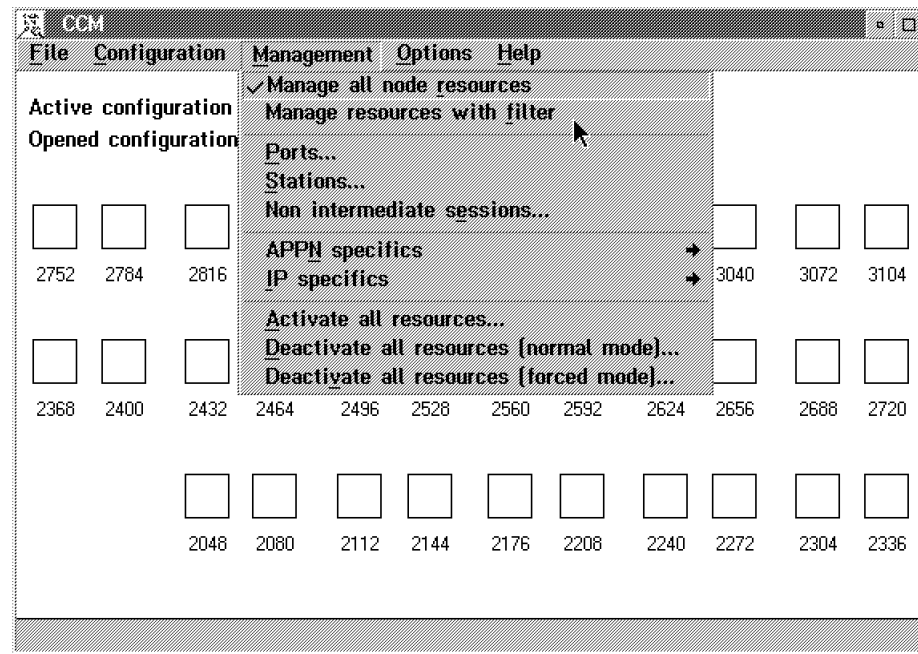 CCM
File Configuration Management Options Help
Manage all node resources
Active configuration
Manage resources with filter
Opened configuration
Ports...
Stations...
Non intermediate sessions...
APPN specifics
IP specifics
2752 2784 2816 3040 3072 3104
Activate all resources...
Deactivate all resources (normal mode)...
Deactivate all resources (forced mode)...
2368 2400 2432 2464 2496 2528 2560 2592 2624 2656 2688 2720
2048 2080 2112 2144 2176 2208 2240 2272 2304 2336